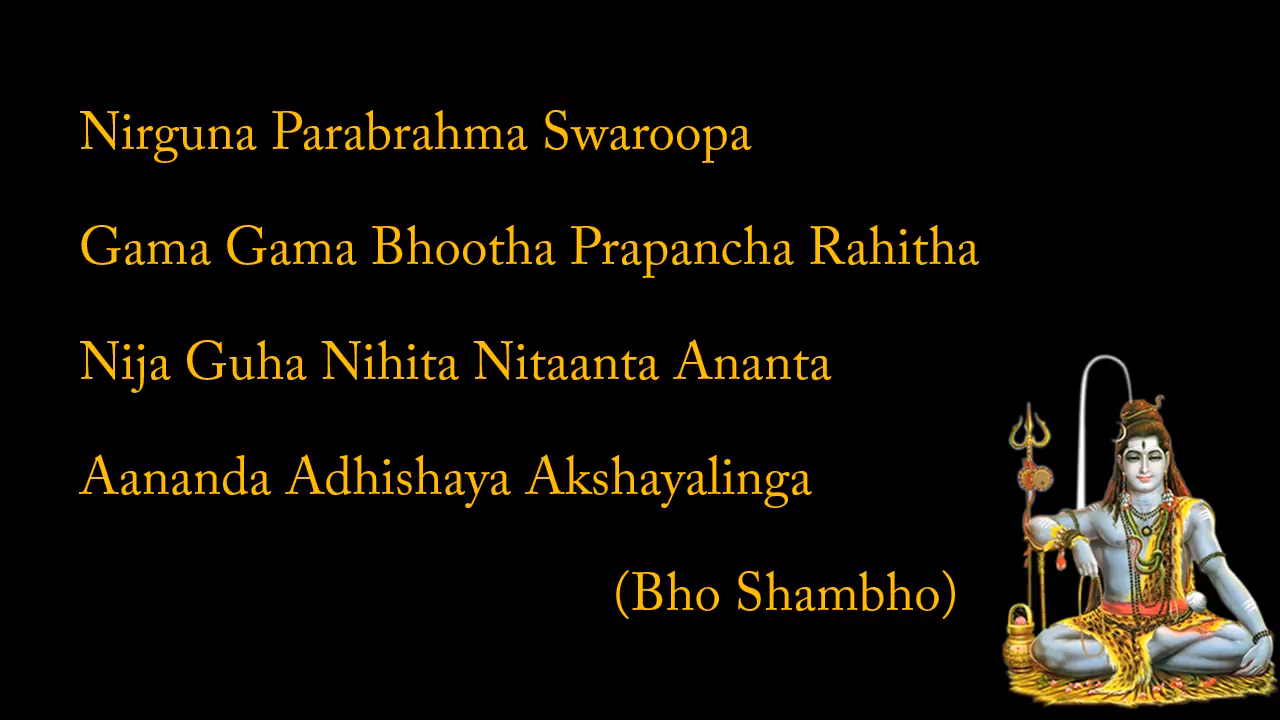 Nirguna Parabrahma Swaroopa
Gama Gama Bhootha Prapancha Rahitha
Nija Guha Nihita Nitaanta Ananta
Aananda Adhishaya Akshayalinga
(Bho Shambho)